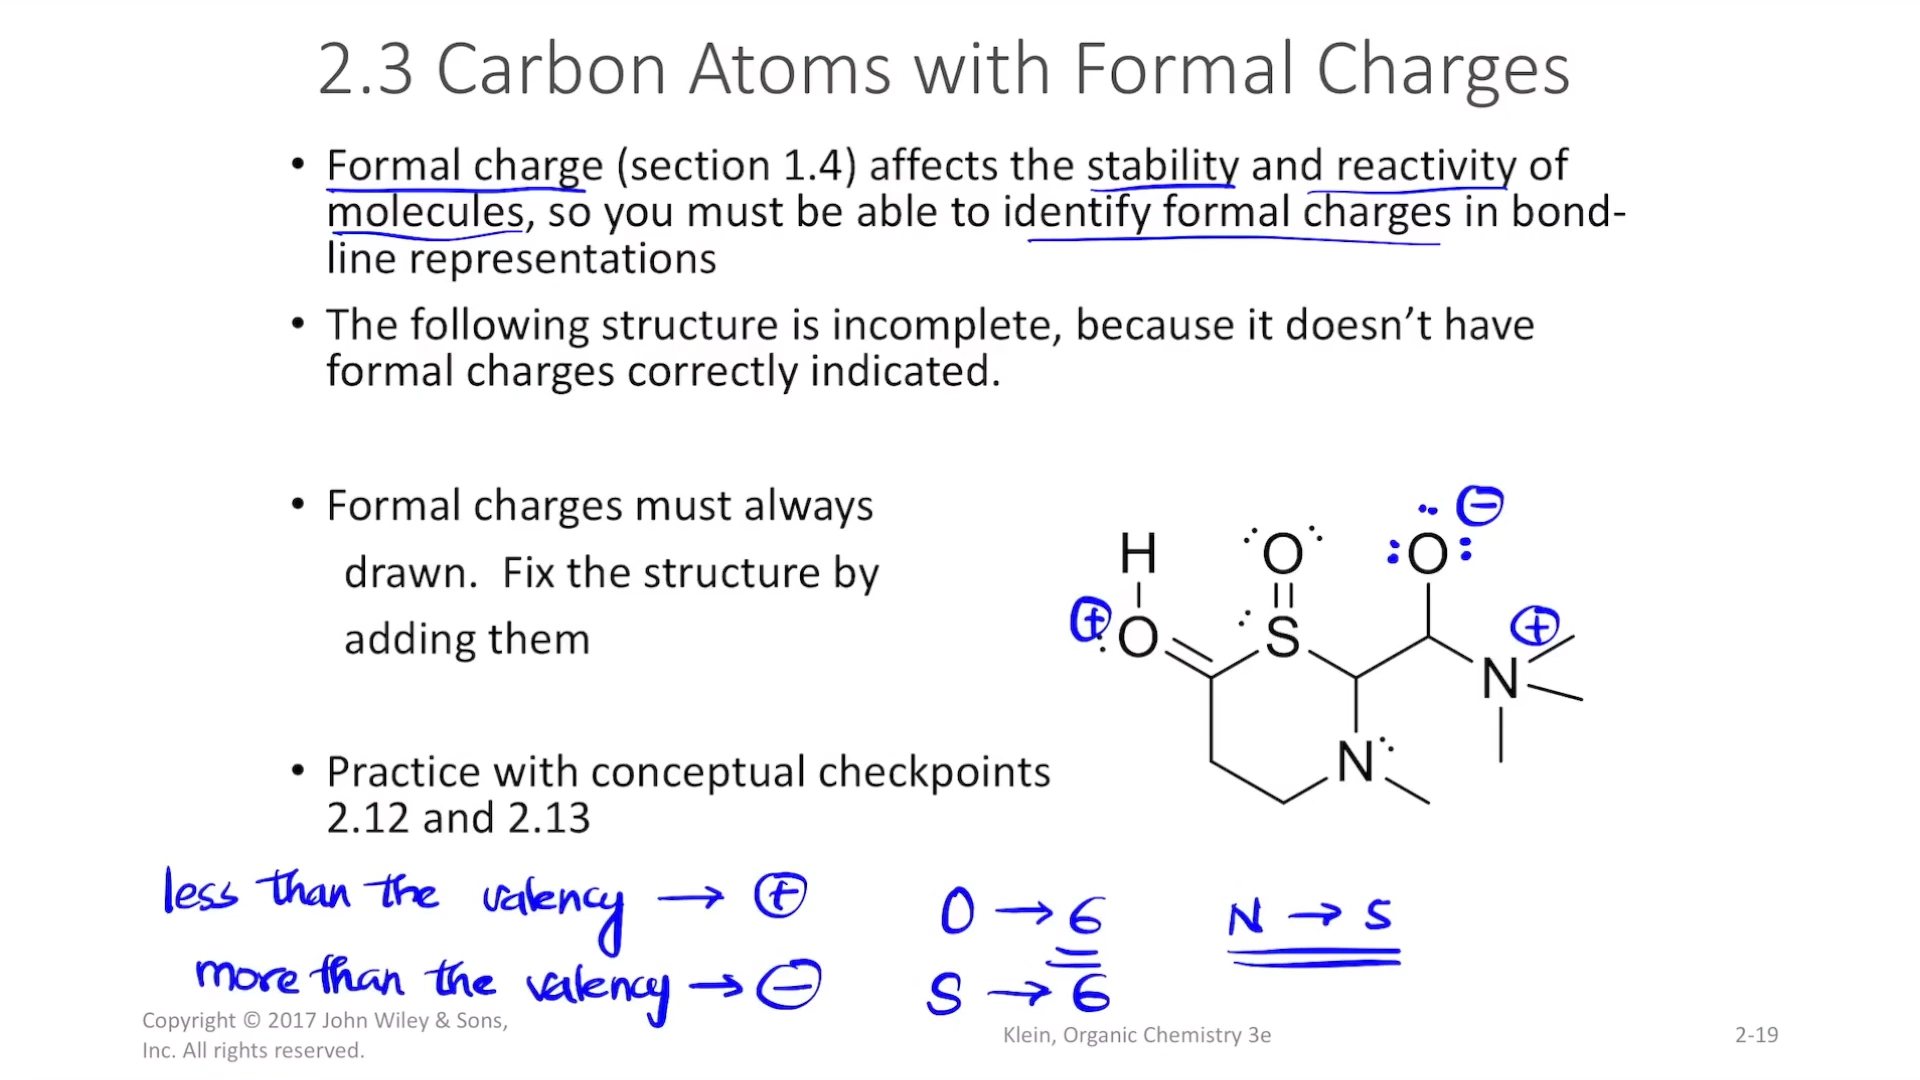 2.3 Carbon Atoms with Formal Charges
• Formal charge (section 1.4) affects the stability and reactivity of
molecules, so you must be able to identify formal charges in bond-
line representations
• The following structure is incomplete, because it doesn’t have
formal charges correctly indicated.
• Formal charges must always
drawn. Fix the structure by
adding them
• Practice with conceptual checkpoints
2.12 and 2.13
⊖
H :O: :O:
⊕ :O :S ⊕
N
N:
less than the valency → ⊕ O → 6 N → 5
more than the valency → ⊖ S → 6
Copyright © 2017 John Wiley & Sons,
Inc. All rights reserved.
Klein, Organic Chemistry 3e
2-19